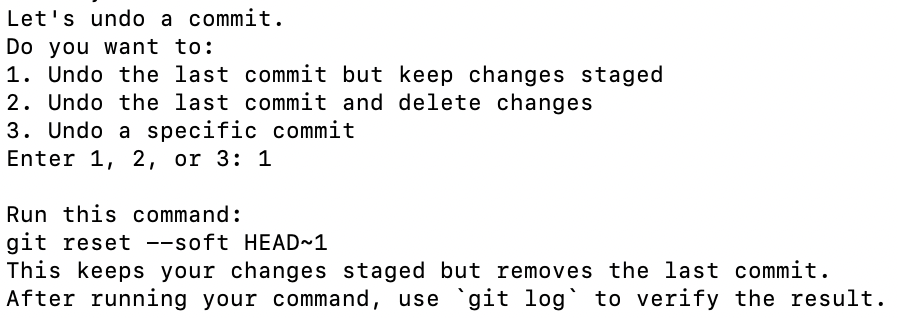 Let's undo a commit.
Do you want to:
1. Undo the last commit but keep changes staged
2. Undo the last commit and delete changes
3. Undo a specific commit
Enter 1, 2, or 3: 1

Run this command:
git reset --soft HEAD~1
This keeps your changes staged but removes the last commit.
After running your command, use `git log` to verify the result.